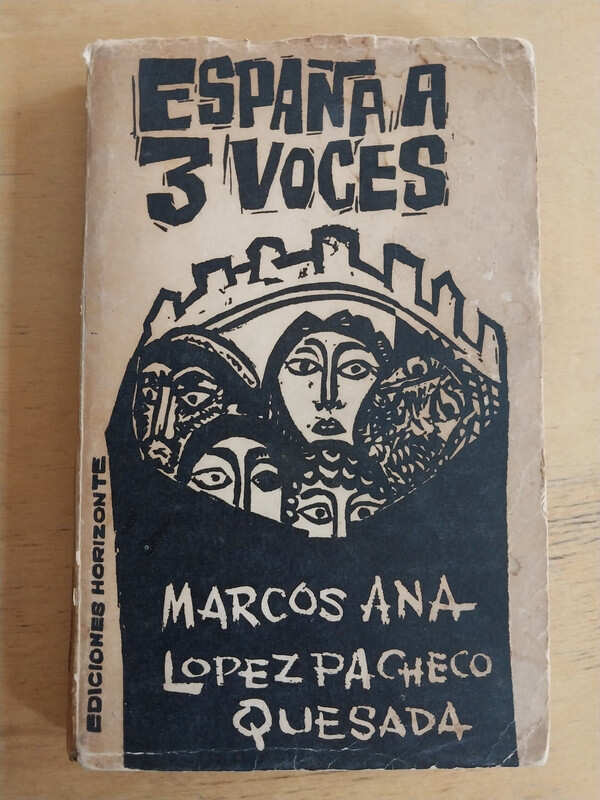 ESPAÑA A
3 VOCES
EDICIONES HORIZONTE
MARCOS ANA
LOPEZ PACHECO
QUESADA